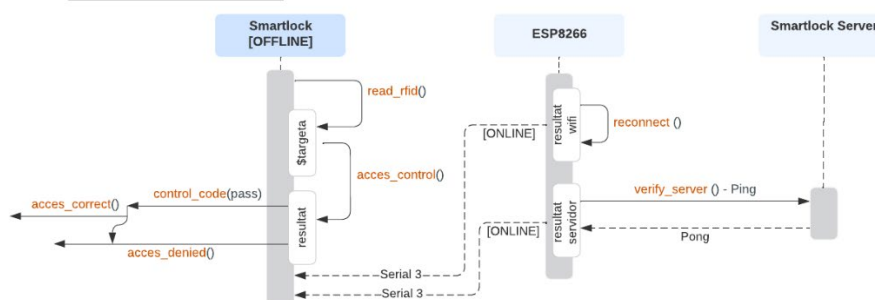 Smartlock
[OFFLINE]
ESP8266
Smartlock Server
read_rfid()
$targeta
acces_control()
control_code(pass)
acces_correct()
resultat
acces_denied()
resultat
wifi
reconnect ()
[ONLINE]
verify_server () - Ping
resultat
servidor
[ONLINE]
Pong
Serial 3
Serial 3